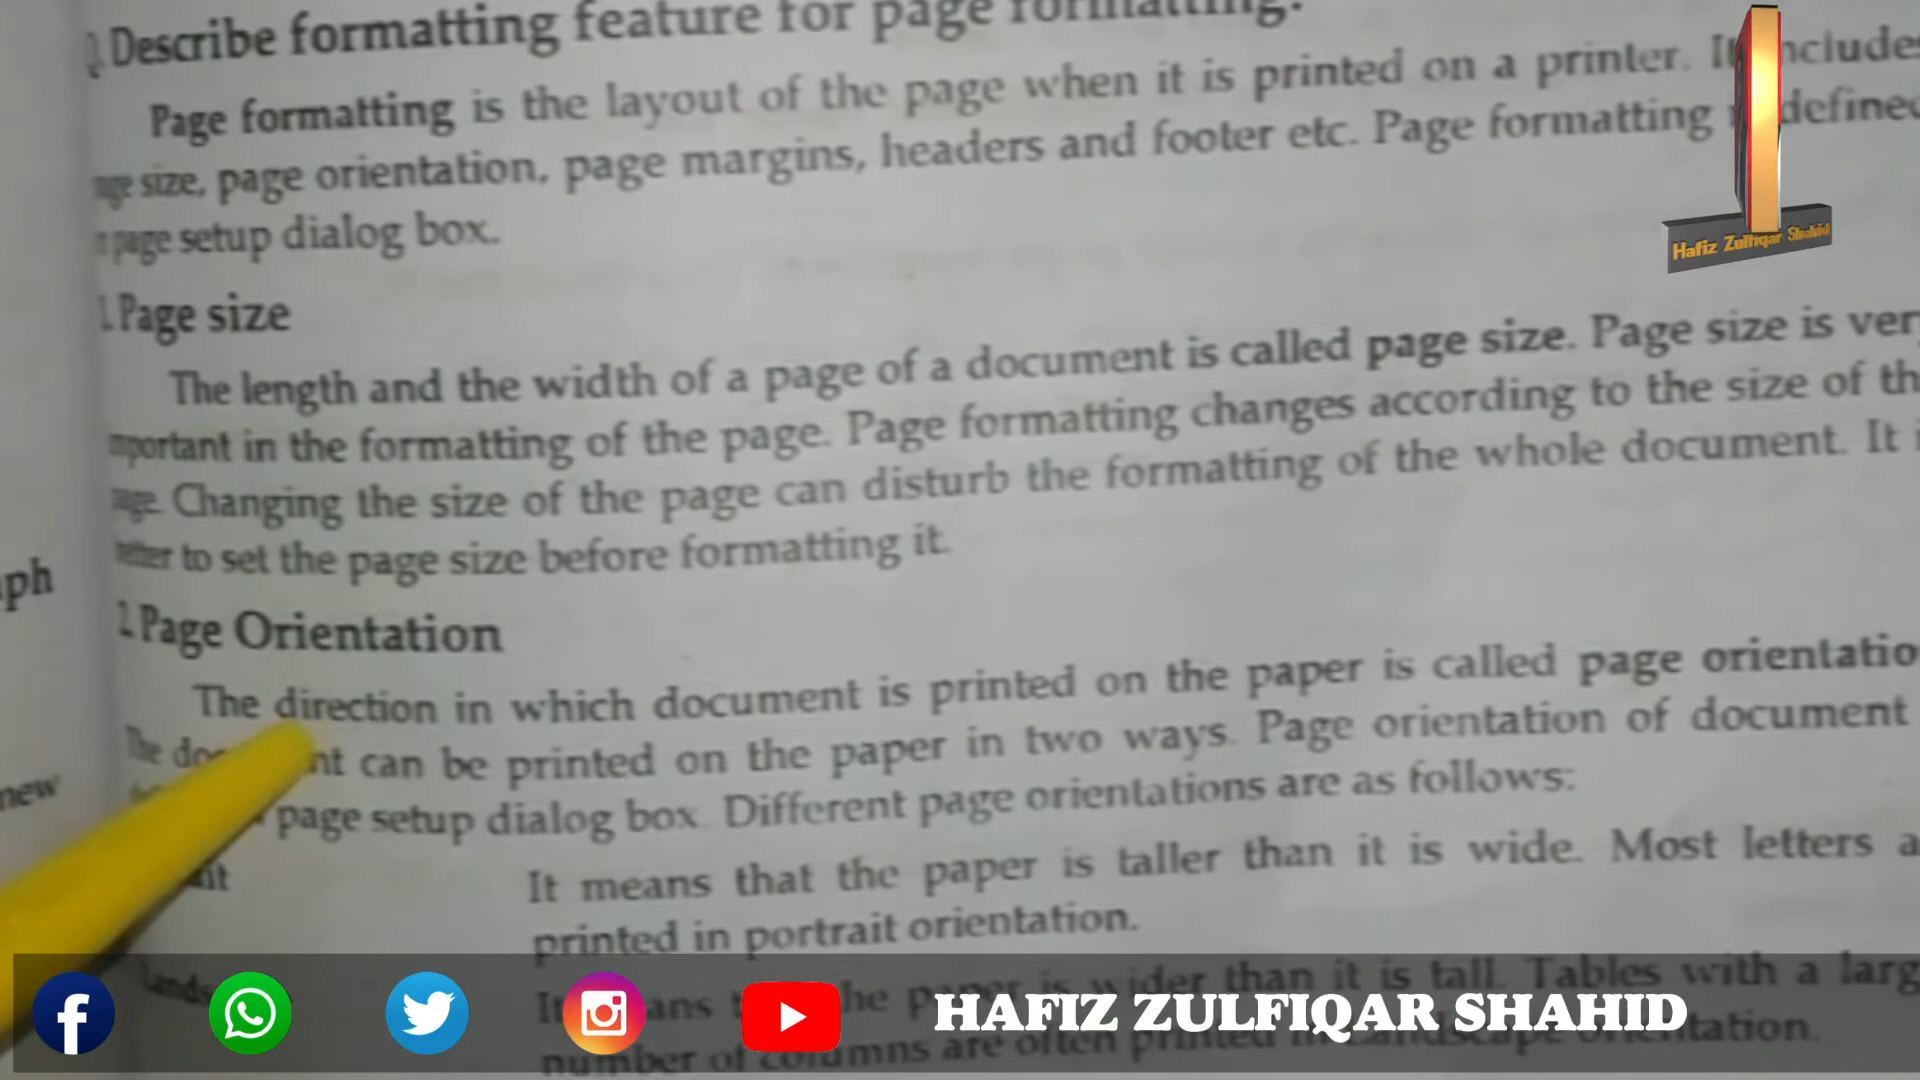 Q. Describe formatting feature for page formatting.
Page formatting is the layout of the page when it is printed on a printer. It includes
size, page orientation, page margins, headers and footer etc. Page formatting defined
page setup dialog box.
1. Page size
The length and the width of a page of a document is called page size. Page size is very
important in the formatting of the page. Page formatting changes according to the size of th
page. Changing the size of the page can disturb the formatting of the whole document. It i
better to set the page size before formatting it.
2. Page Orientation
The direction in which document is printed on the paper is called page orientatio
The can be printed on the paper in two ways. Page orientation of document
page setup dialog box. Different page orientations are as follows:
It means that the paper is taller than it is wide. Most letters a
printed in portrait orientation.
the is wider than it is tall. Tables with a larg
number of columns are often printed in Landscape orientation.
ph
new
Hafiz Zulfiqar Shahid
HAFIZ ZULFIQAR SHAHID